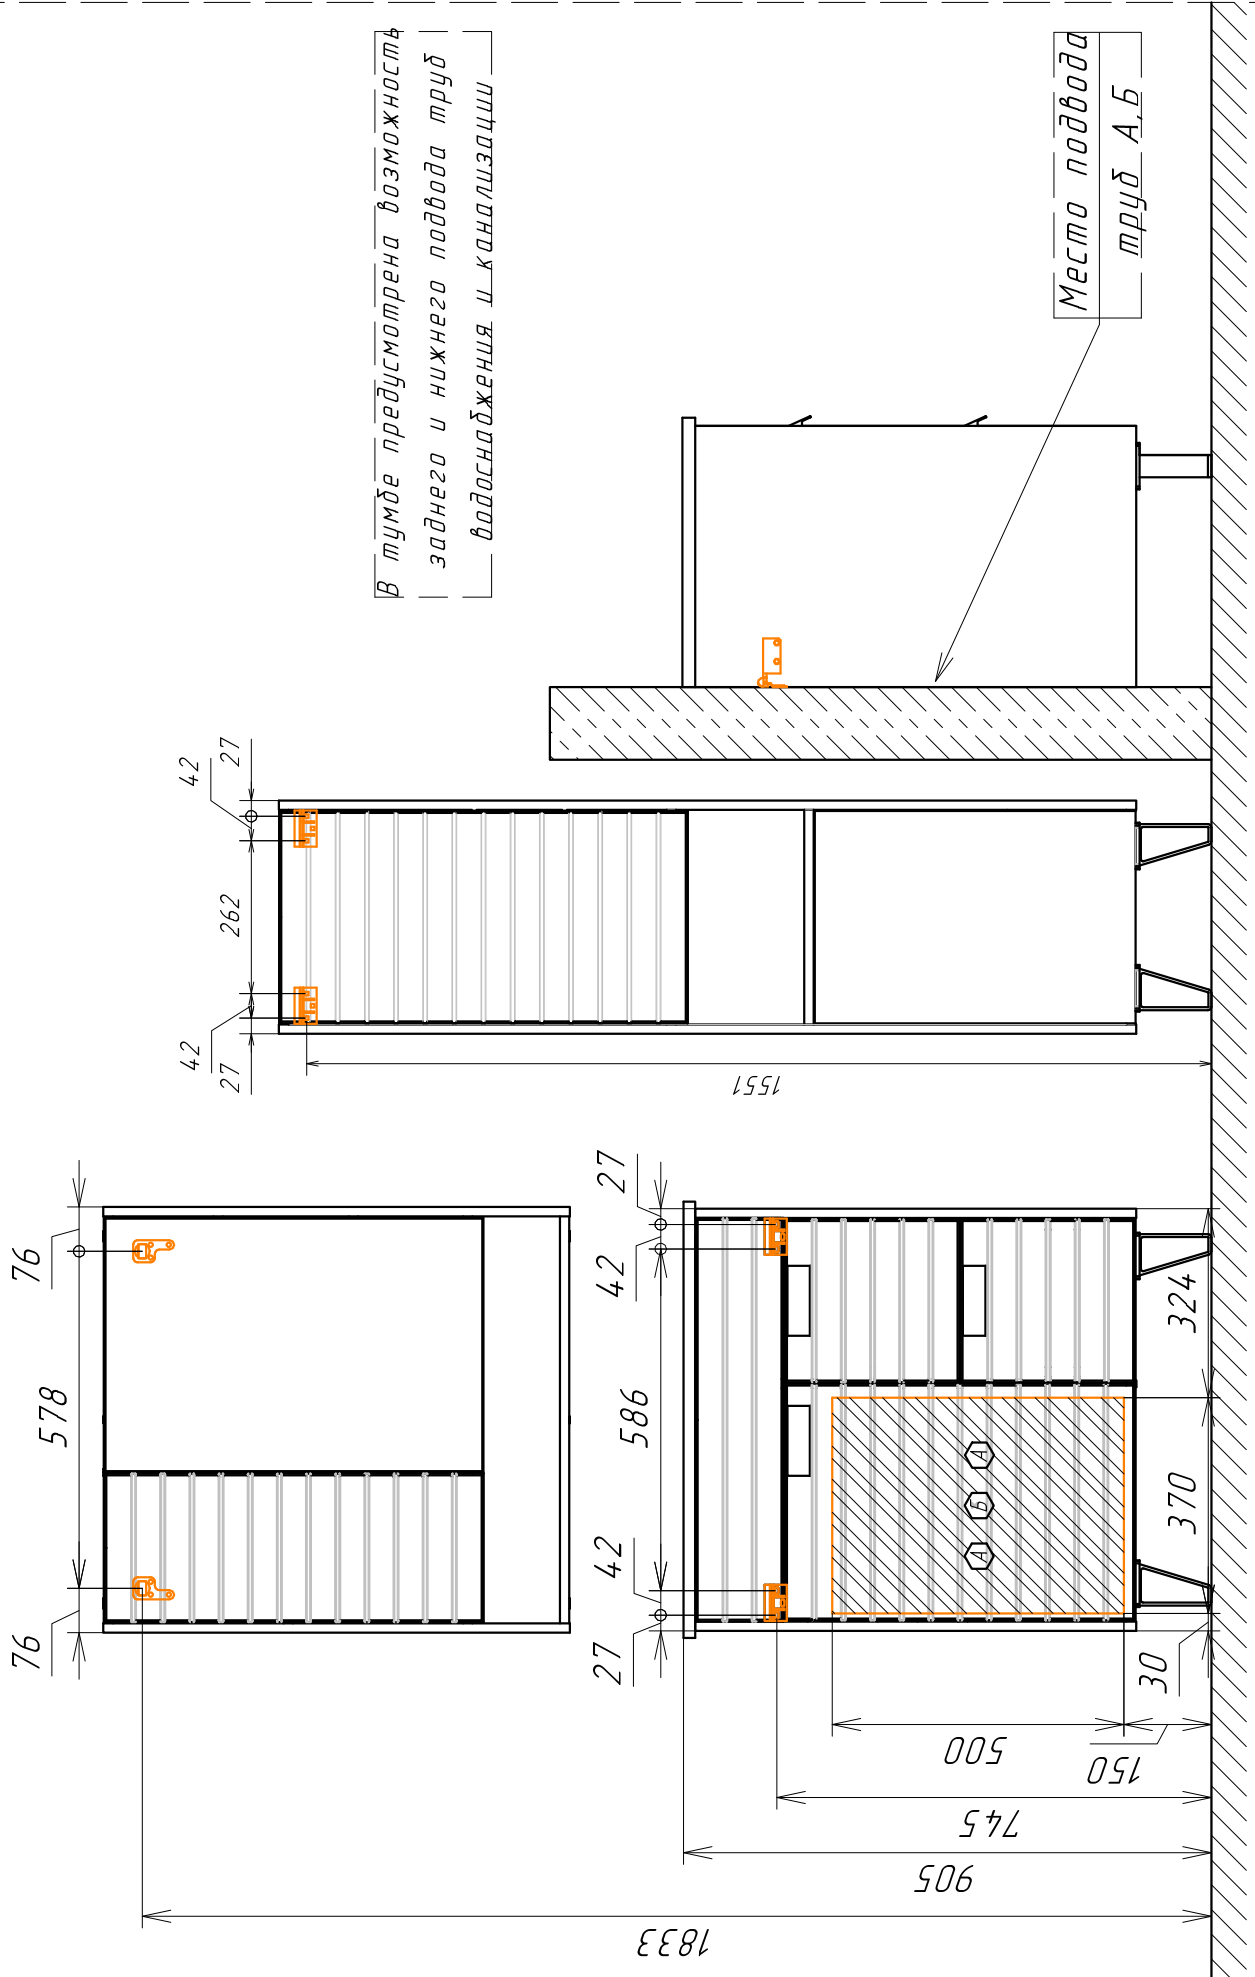 В тумбе предусмотрена возможность
заднего и нижнего подвода труб
водоснабжения и канализации
Место подвода
труб А,Б
42
27
262
42
27
1551
76
578
76
1833
27
42
586
42
27
А
Б
А
324
370
30
500
150
745
905